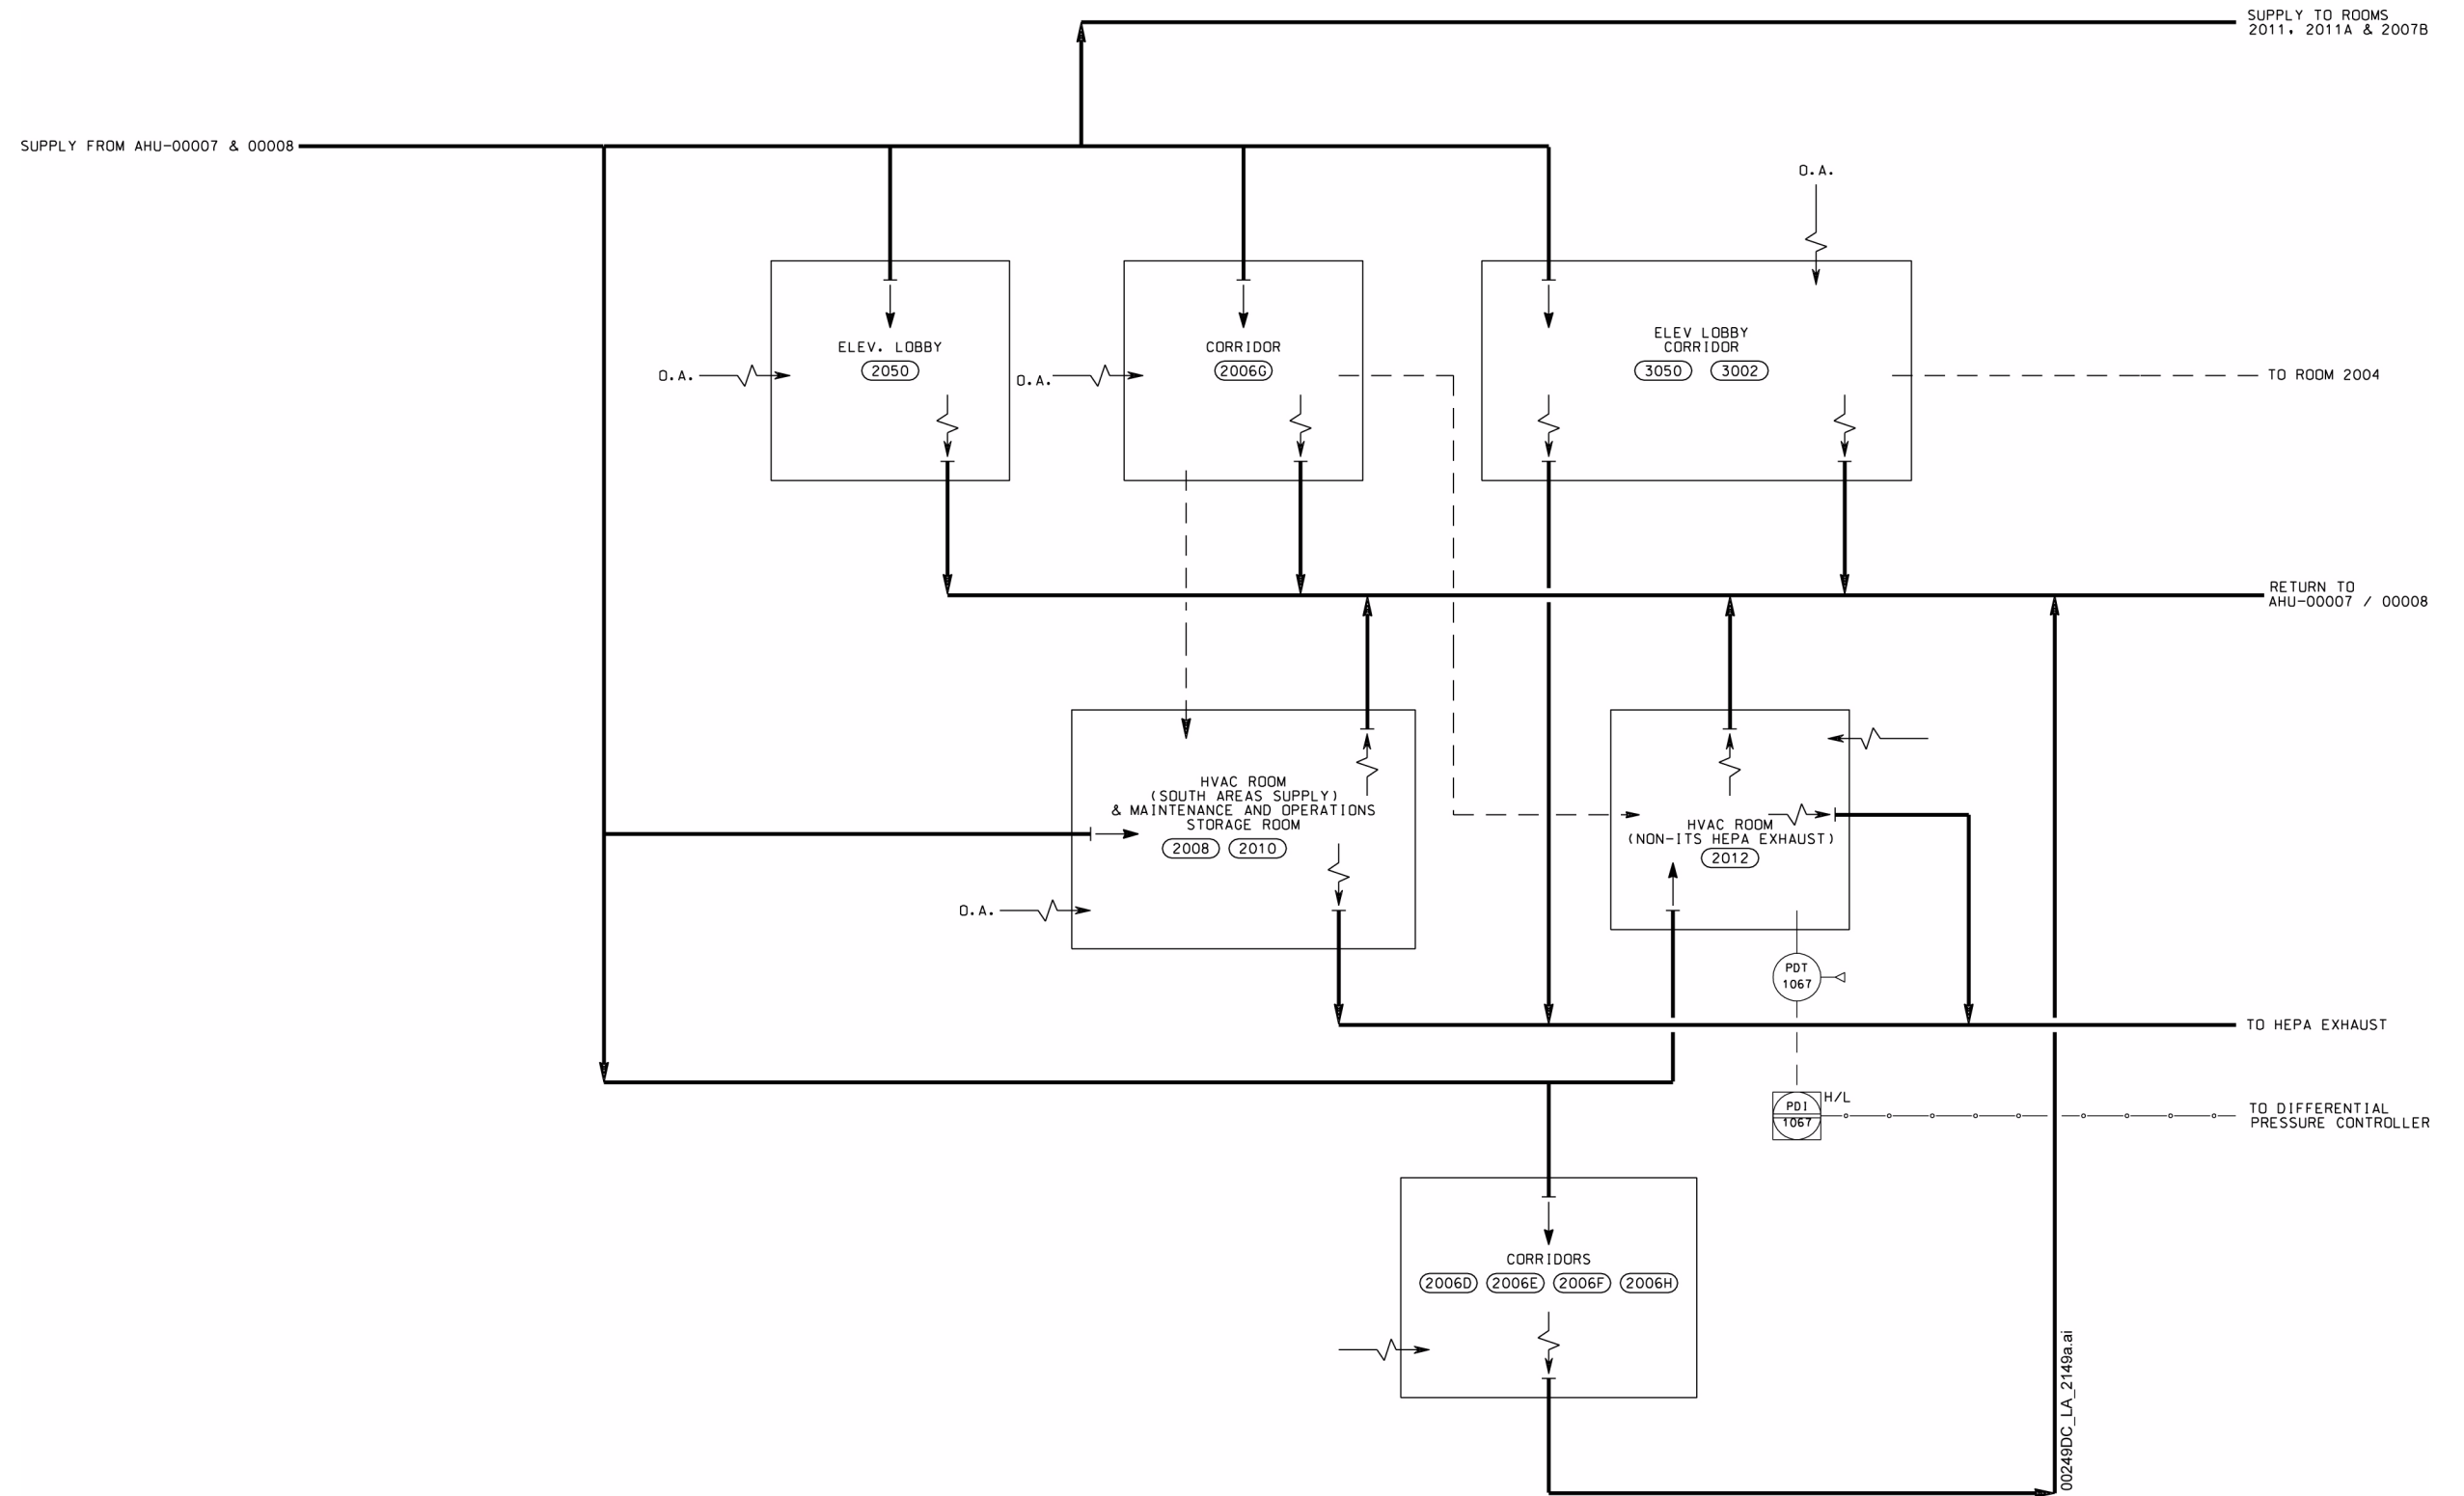 SUPPLY TO ROOMS
2011, 2011A & 2007B
SUPPLY FROM AHU-00007 & 00008
O.A.
ELEV. LOBBY
2050
O.A.
CORRIDOR
2006G
O.A.
ELEV LOBBY
CORRIDOR
3050 3002
TO ROOM 2004
RETURN TO
AHU-00007 / 00008
HVAC ROOM
(SOUTH AREAS SUPPLY)
& MAINTENANCE AND OPERATIONS
STORAGE ROOM
2008 2010
O.A.
HVAC ROOM
(NON-ITS HEPA EXHAUST)
2012
PDT
1067
TO HEPA EXHAUST
PDI
1067
H/L
TO DIFFERENTIAL
PRESSURE CONTROLLER
CORRIDORS
2006D 2006E 2006F 2006H
00249DC_LA_2149a.ai